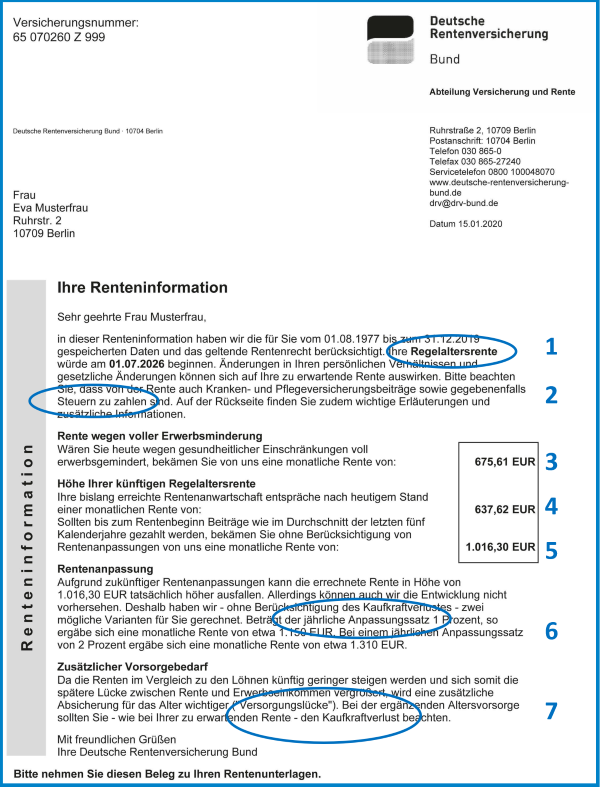 Versicherungsnummer:
65 070260 Z 999
Deutsche
Rentenversicherung
Bund
Abteilung Versicherung und Rente
Deutsche Rentenversicherung Bund · 10704 Berlin
Ruhrstraße 2, 10709 Berlin
Postanschrift: 10704 Berlin
Telefon 030 865-0
Telefax 030 865-27240
Servicetelefon 0800 100048070
www.deutsche-rentenversicherung-
bund.de
drv@drv-bund.de
Datum 15.01.2020
Frau
Eva Musterfrau
Ruhrstr. 2
10709 Berlin
Renteninformation
Ihre Renteninformation
Sehr geehrte Frau Musterfrau,
in dieser Renteninformation haben wir die für Sie vom 01.08.1977 bis zum 31.12.2019
gespeicherten Daten und das geltende Rentenrecht berücksichtigt. Ihre Regelaltersrente 1
würde am 01.07.2026 beginnen. Änderungen in Ihren persönlichen Verhältnissen und
gesetzliche Änderungen können sich auf Ihre zu erwartende Rente auswirken. Bitte beachten
Sie, dass von der Rente auch Kranken- und Pflegeversicherungsbeiträge sowie gegebenenfalls
Steuern zu zahlen sind. Auf der Rückseite finden Sie zudem wichtige Erläuterungen und 2
zusätzliche Informationen.
Rente wegen voller Erwerbsminderung
Wären Sie heute wegen gesundheitlicher Einschränkungen voll
erwerbsgemindert, bekämen Sie von uns eine monatliche Rente von: 675,61 EUR 3
Höhe Ihrer künftigen Regelaltersrente
Ihre bislang erreichte Rentenanwartschaft entspräche nach heutigem Stand
einer monatlichen Rente von: 637,62 EUR 4
Sollten bis zum Rentenbeginn Beiträge wie im Durchschnitt der letzten fünf
Kalenderjahre gezahlt werden, bekämen Sie ohne Berücksichtigung von
Rentenanpassungen von uns eine monatliche Rente von: 1.016,30 EUR 5
Rentenanpassung
Aufgrund zukünftiger Rentenanpassungen kann die errechnete Rente in Höhe von
1.016,30 EUR tatsächlich höher ausfallen. Allerdings können auch wir die Entwicklung nicht
vorhersehen. Deshalb haben wir - ohne Berücksichtigung des Kaufkraftverlustes - zwei
mögliche Varianten für Sie gerechnet. Beträgt der jährliche Anpassungssatz 1 Prozent, so
ergäbe sich eine monatliche Rente von etwa 1.150 EUR. Bei einem jährlichen Anpassungssatz 6
von 2 Prozent ergäbe sich eine monatliche Rente von etwa 1.310 EUR.
Zusätzlicher Vorsorgebedarf
Da die Renten im Vergleich zu den Löhnen künftig geringer steigen werden und sich somit die
spätere Lücke zwischen Rente und Erwerbseinkommen vergrößert, wird eine zusätzliche
Absicherung für das Alter wichtiger ("Versorgungslücke"). Bei der ergänzenden Altersvorsorge 7
sollten Sie - wie bei Ihrer zu erwartenden Rente - den Kaufkraftverlust beachten.
Mit freundlichen Grüßen
Ihre Deutsche Rentenversicherung Bund
Bitte nehmen Sie diesen Beleg zu Ihren Rentenunterlagen.